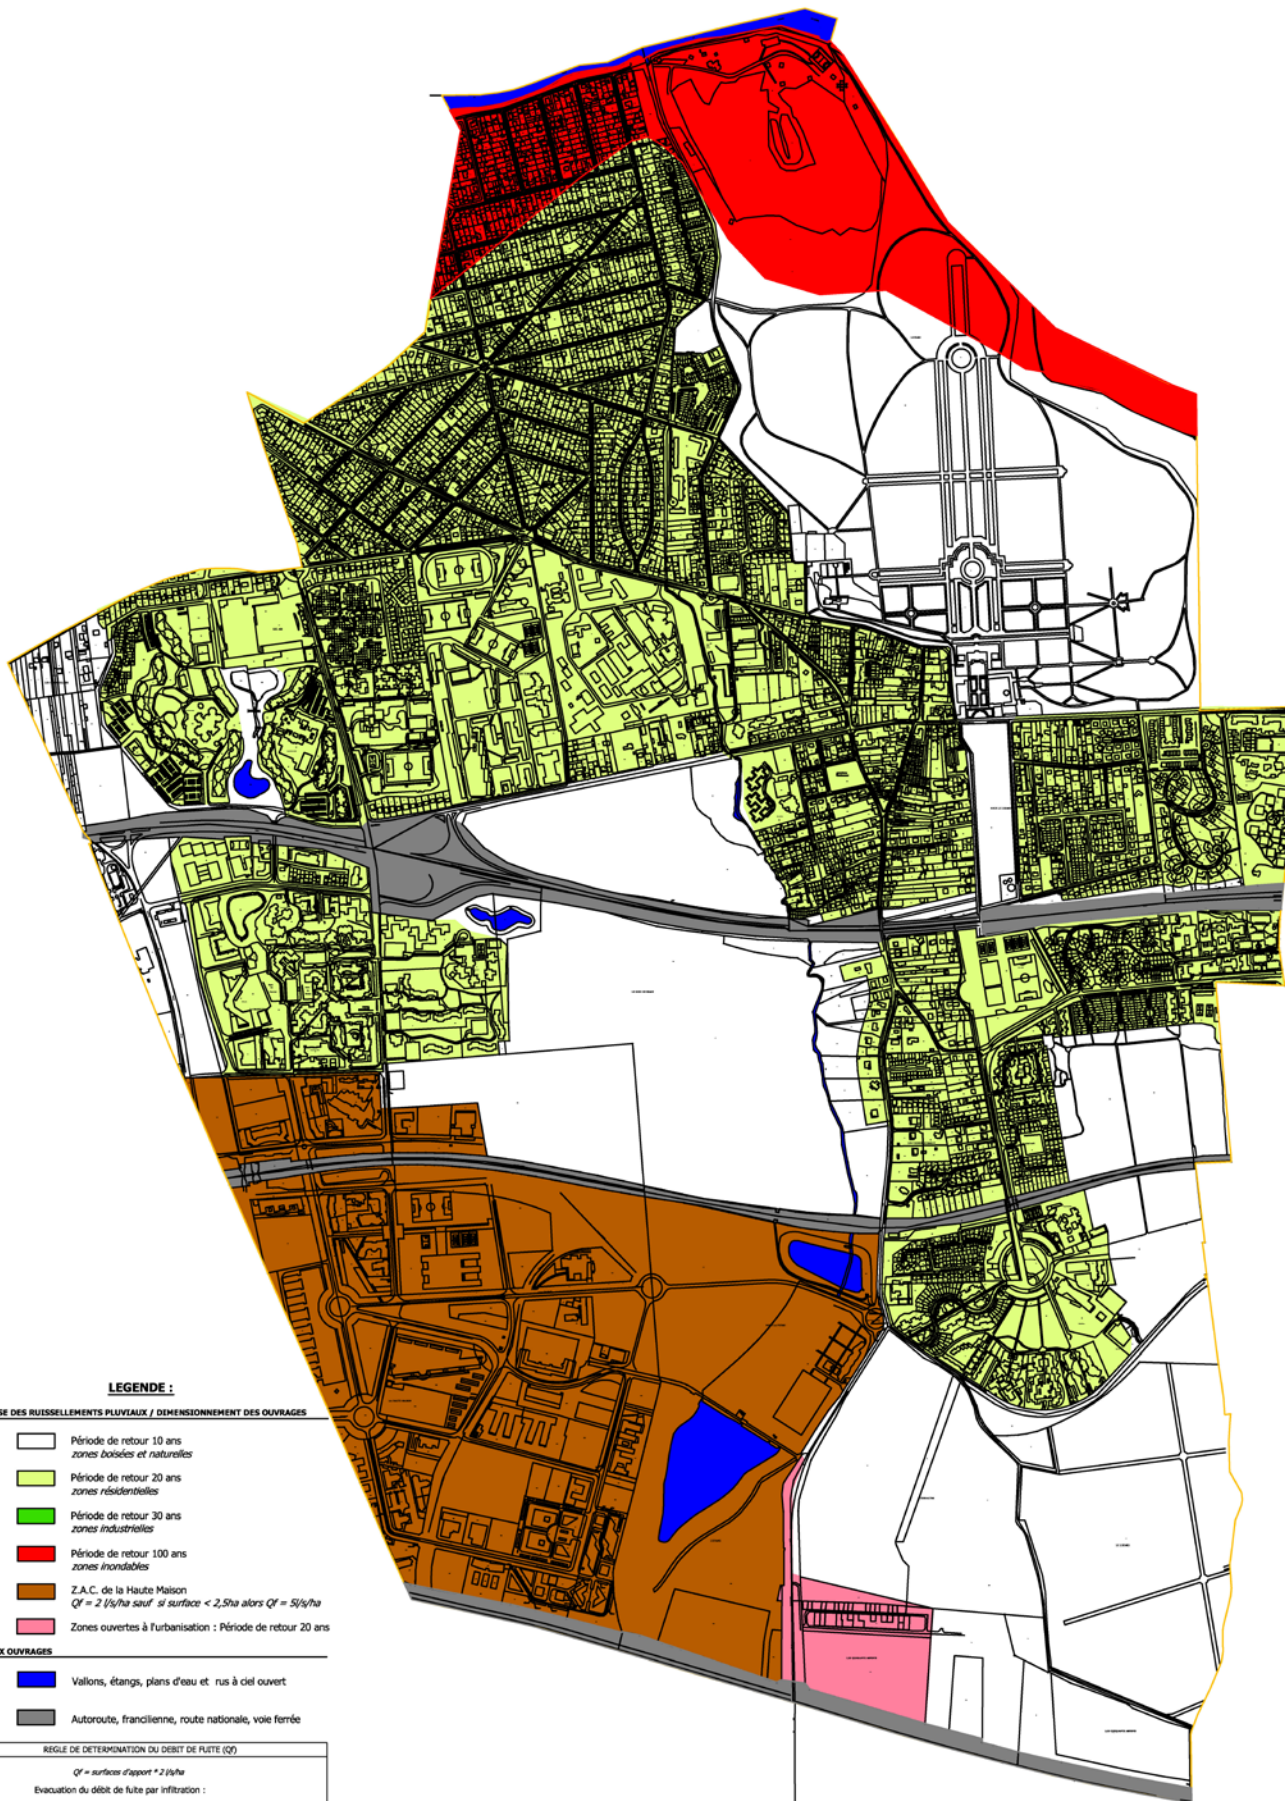 LEGENDE :
SE DES RUISSELLEMENTS PLUVIAUX / DIMENSIONNEMENT DES OUVRAGES
Période de retour 10 ans
zones boisées et naturelles
Période de retour 20 ans
zones résidentielles
Période de retour 30 ans
zones industrielles
Période de retour 100 ans
zones inondables
Z.A.C. de la Haute Maison
Qf = 2 l/s/ha sauf si surface < 2,5ha alors Qf = 5l/s/ha
Zones ouvertes à l'urbanisation : Période de retour 20 ans
X OUVRAGES
Vallons, étangs, plans d'eau et rus à ciel ouvert
Autoroute, francilienne, route nationale, voie ferrée
REGLE DE DETERMINATION DU DEBIT DE FUITE (Qf)
Qf = surfaces d'apport * 2 l/s/ha
Evacuation du débit de fuite par infiltration :